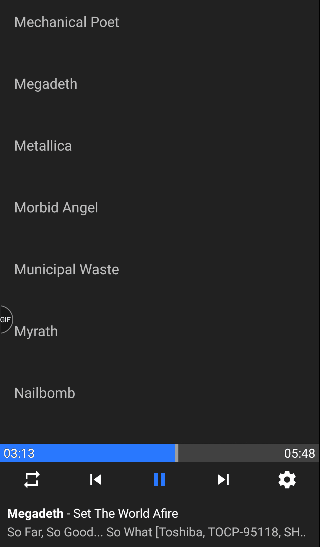 Mechanical Poet
Megadeth
Metallica
Morbid Angel
Municipal Waste
GIF
Myrath
Nailbomb
03:13 05:48
Megadeth - Set The World Afire
So Far, So Good... So What [Toshiba, TOCP-95118, SH..